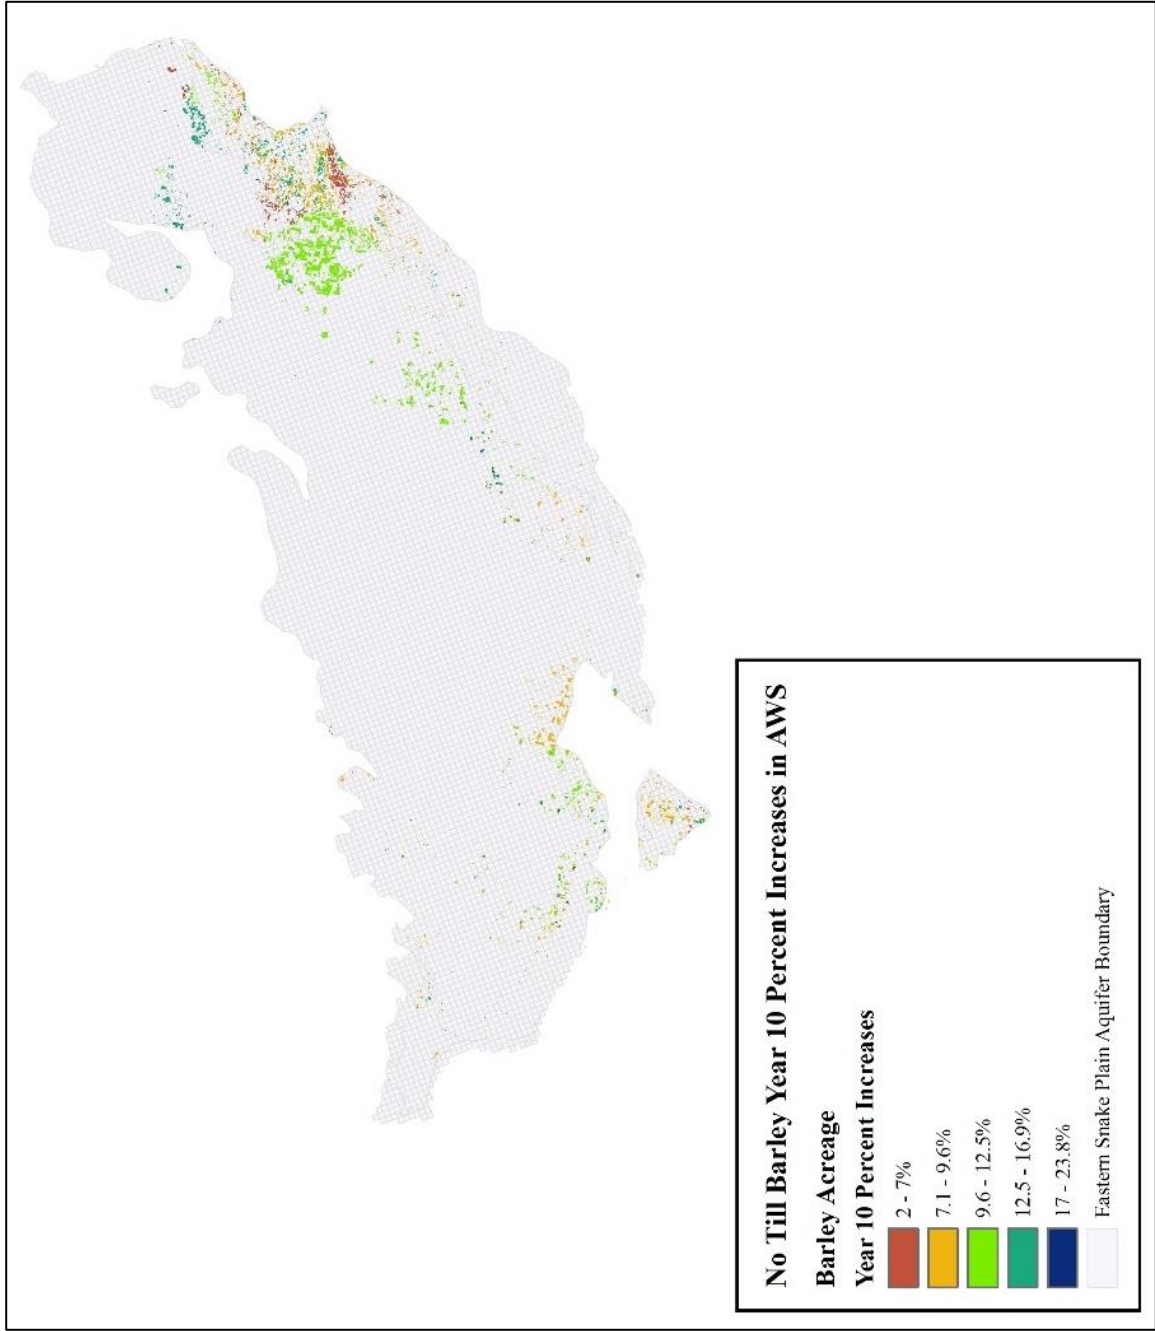 No Till Barley Year 10 Percent Increases in AWS
Barley Acreage
Year 10 Percent Increases
2 - 7%
7.1 - 9.6%
9.6 - 12.5%
12.5 - 16.9%
17 - 23.8%
Eastern Snake Plain Aquifer Boundary